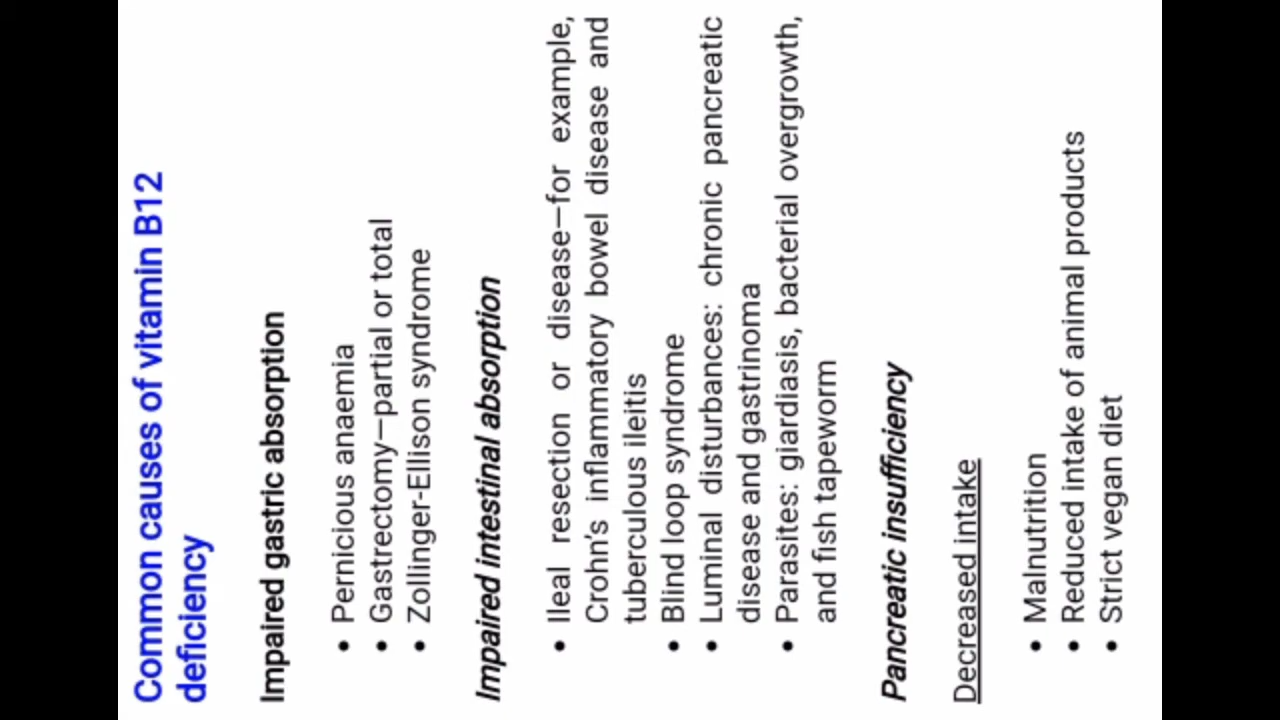 Common causes of vitamin B12
deficiency
Impaired gastric absorption
• Pernicious anaemia
• Gastrectomy—partial or total
• Zollinger-Ellison syndrome
Impaired intestinal absorption
• Ileal resection or disease—for example,
Crohn's inflammatory bowel disease and
tuberculous ileitis
• Blind loop syndrome
• Luminal disturbances: chronic pancreatic
disease and gastrinoma
• Parasites: giardiasis, bacterial overgrowth,
and fish tapeworm
Pancreatic insufficiency
Decreased intake
• Malnutrition
• Reduced intake of animal products
• Strict vegan diet